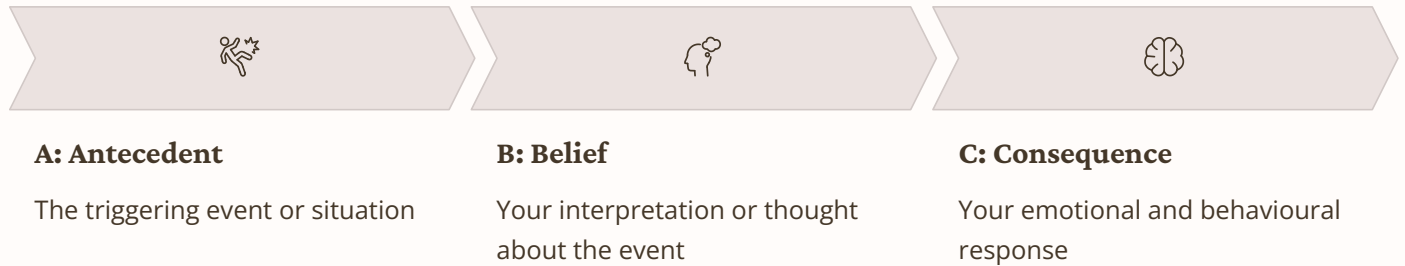 A: Antecedent
The triggering event or situation
B: Belief
Your interpretation or thought
about the event
C: Consequence
Your emotional and behavioural
response